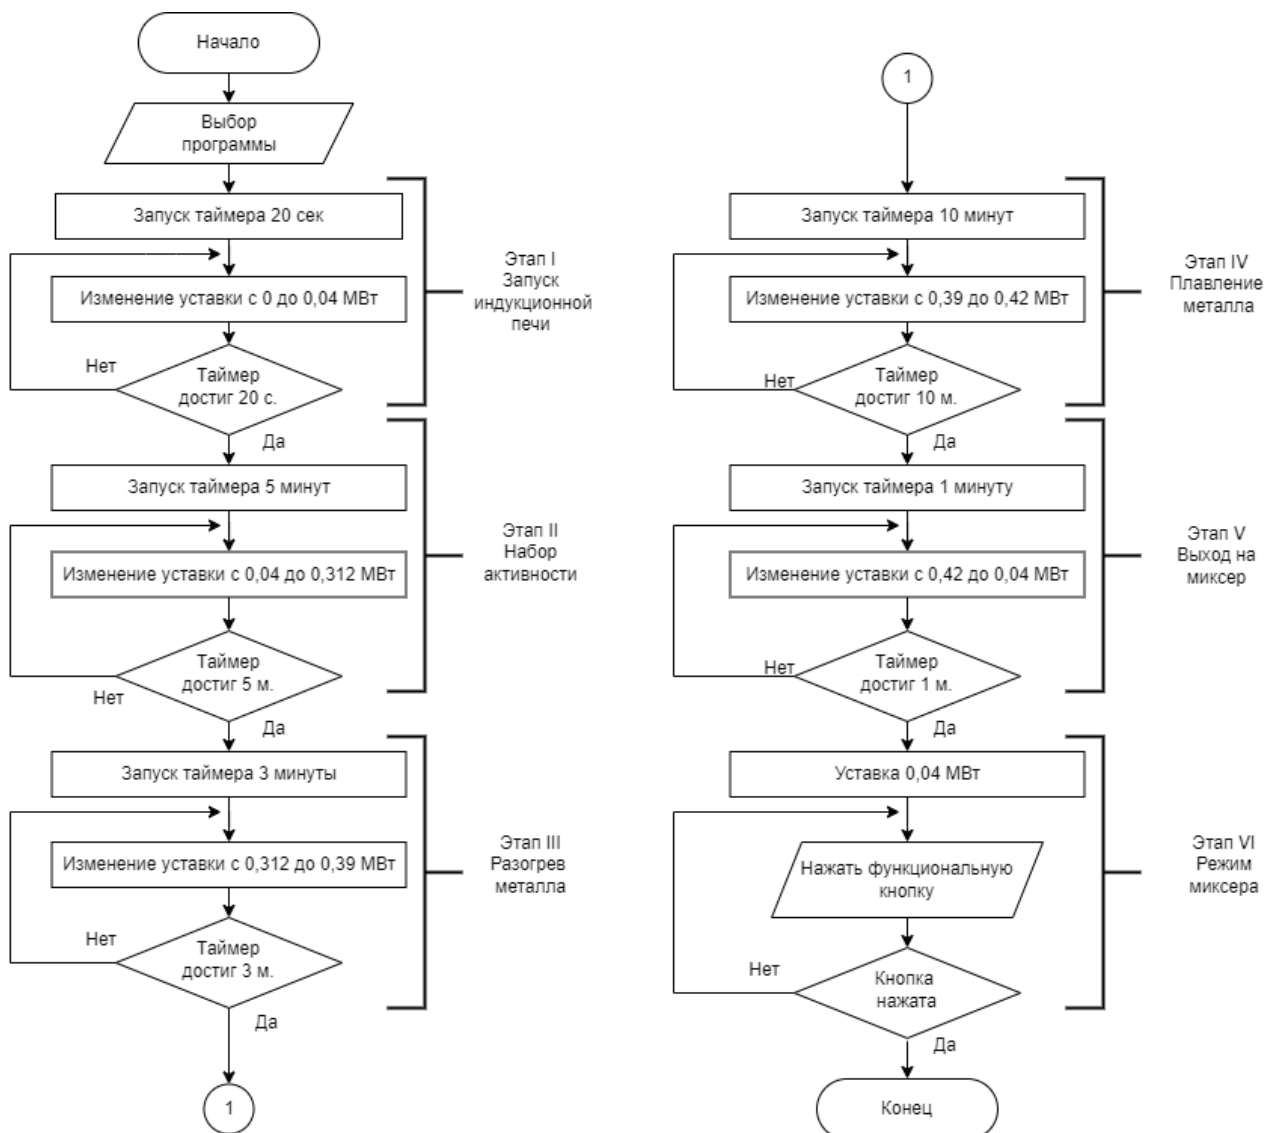 Начало
Выбор
программы
Запуск таймера 20 сек
Изменение уставки с 0 до 0,04 МВт
Нет
Таймер
достиг 20 с.
Да
Этап I
Запуск
индукционной
печи
Запуск таймера 5 минут
Изменение уставки с 0,04 до 0,312 МВт
Таймер
достиг 5 м.
Нет
Да
Этап II
Набор
активности
Запуск таймера 3 минуты
Изменение уставки с 0,312 до 0,39 МВт
Нет
Таймер
достиг 3 м.
Да
Этап III
Разогрев
металла
1
1
Запуск таймера 10 минут
Изменение уставки с 0,39 до 0,42 МВт
Нет
Таймер
достиг 10 м.
Да
Этап IV
Плавление
металла
Запуск таймера 1 минуту
Изменение уставки с 0,42 до 0,04 МВт
Нет
Таймер
достиг 1 м.
Да
Этап V
Выход на
миксер
Уставка 0,04 МВт
Нажать функциональную
кнопку
Нет
Кнопка
нажата
Да
Этап VI
Режим
миксера
Конец